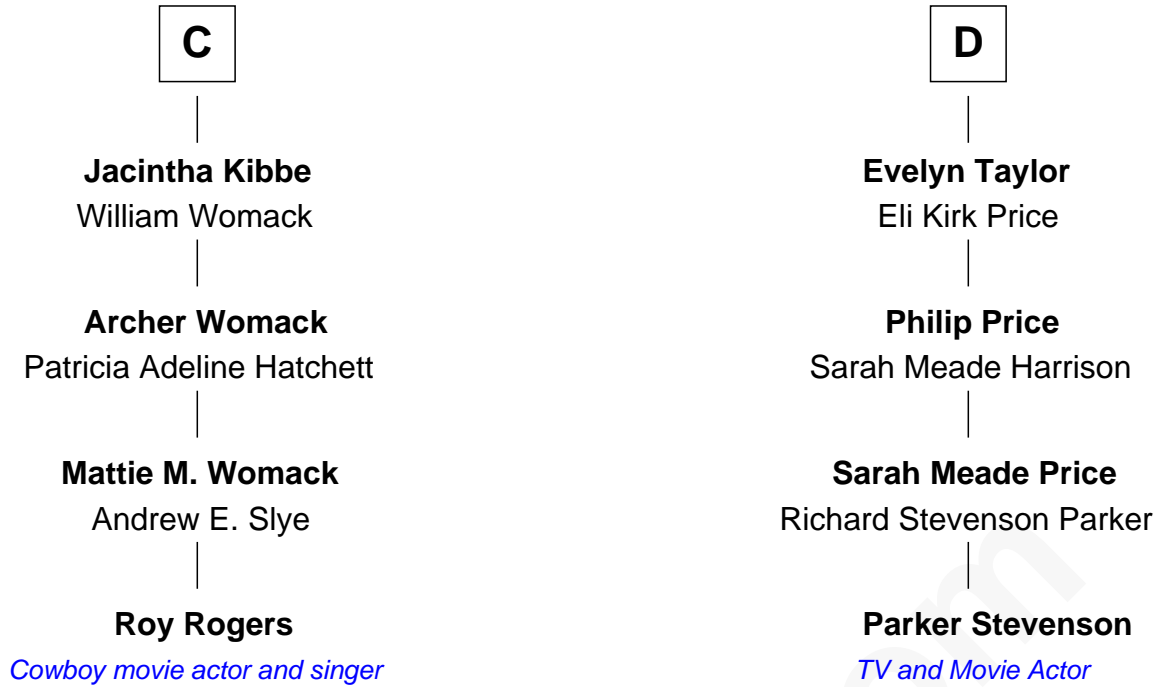 C
Jacintha Kibbe
William Womack
Archer Womack
Patricia Adeline Hatchett
Mattie M. Womack
Andrew E. Slye
Roy Rogers
Cowboy movie actor and singer
D
Evelyn Taylor
Eli Kirk Price
Philip Price
Sarah Meade Harrison
Sarah Meade Price
Richard Stevenson Parker
Parker Stevenson
TV and Movie Actor